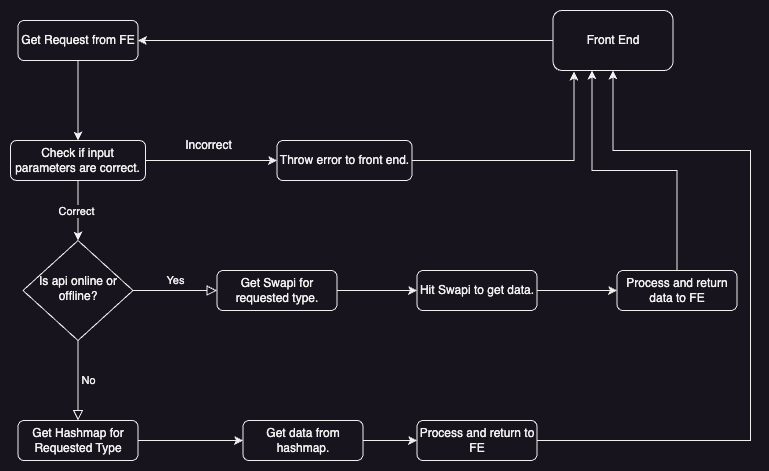 Get Request from FE
Front End
Check if input
parameters are correct.
Incorrect
Throw error to front end.
Correct
Is api online or
offline?
Yes
Get Swapi for
requested type.
Hit Swapi to get data.
Process and return
data to FE
No
Get Hashmap for
Requested Type
Get data from
hashmap.
Process and return to
FE